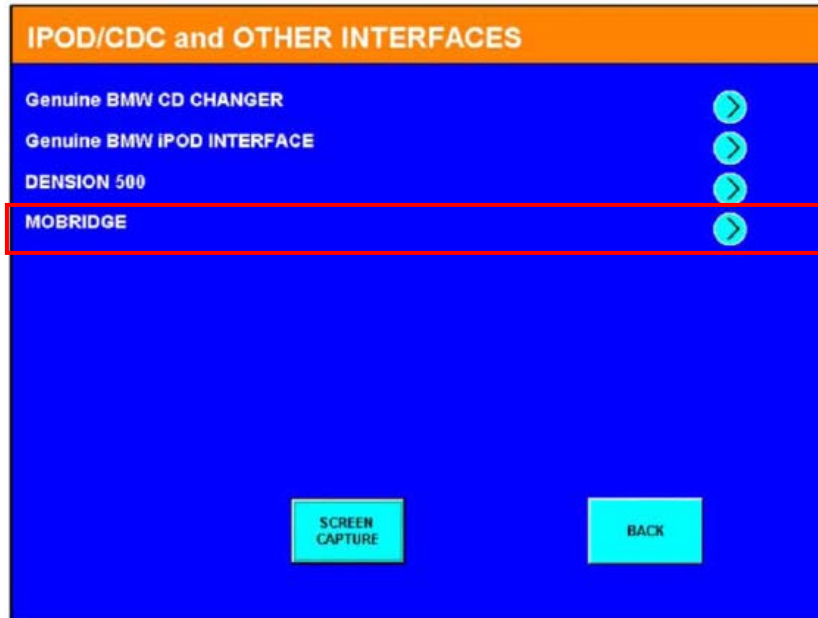 IPOD/CDC and OTHER INTERFACES
Genuine BMW CD CHANGER
Genuine BMW iPOD INTERFACE
DENSION 500
MOBRIDGE
SCREEN
CAPTURE
BACK